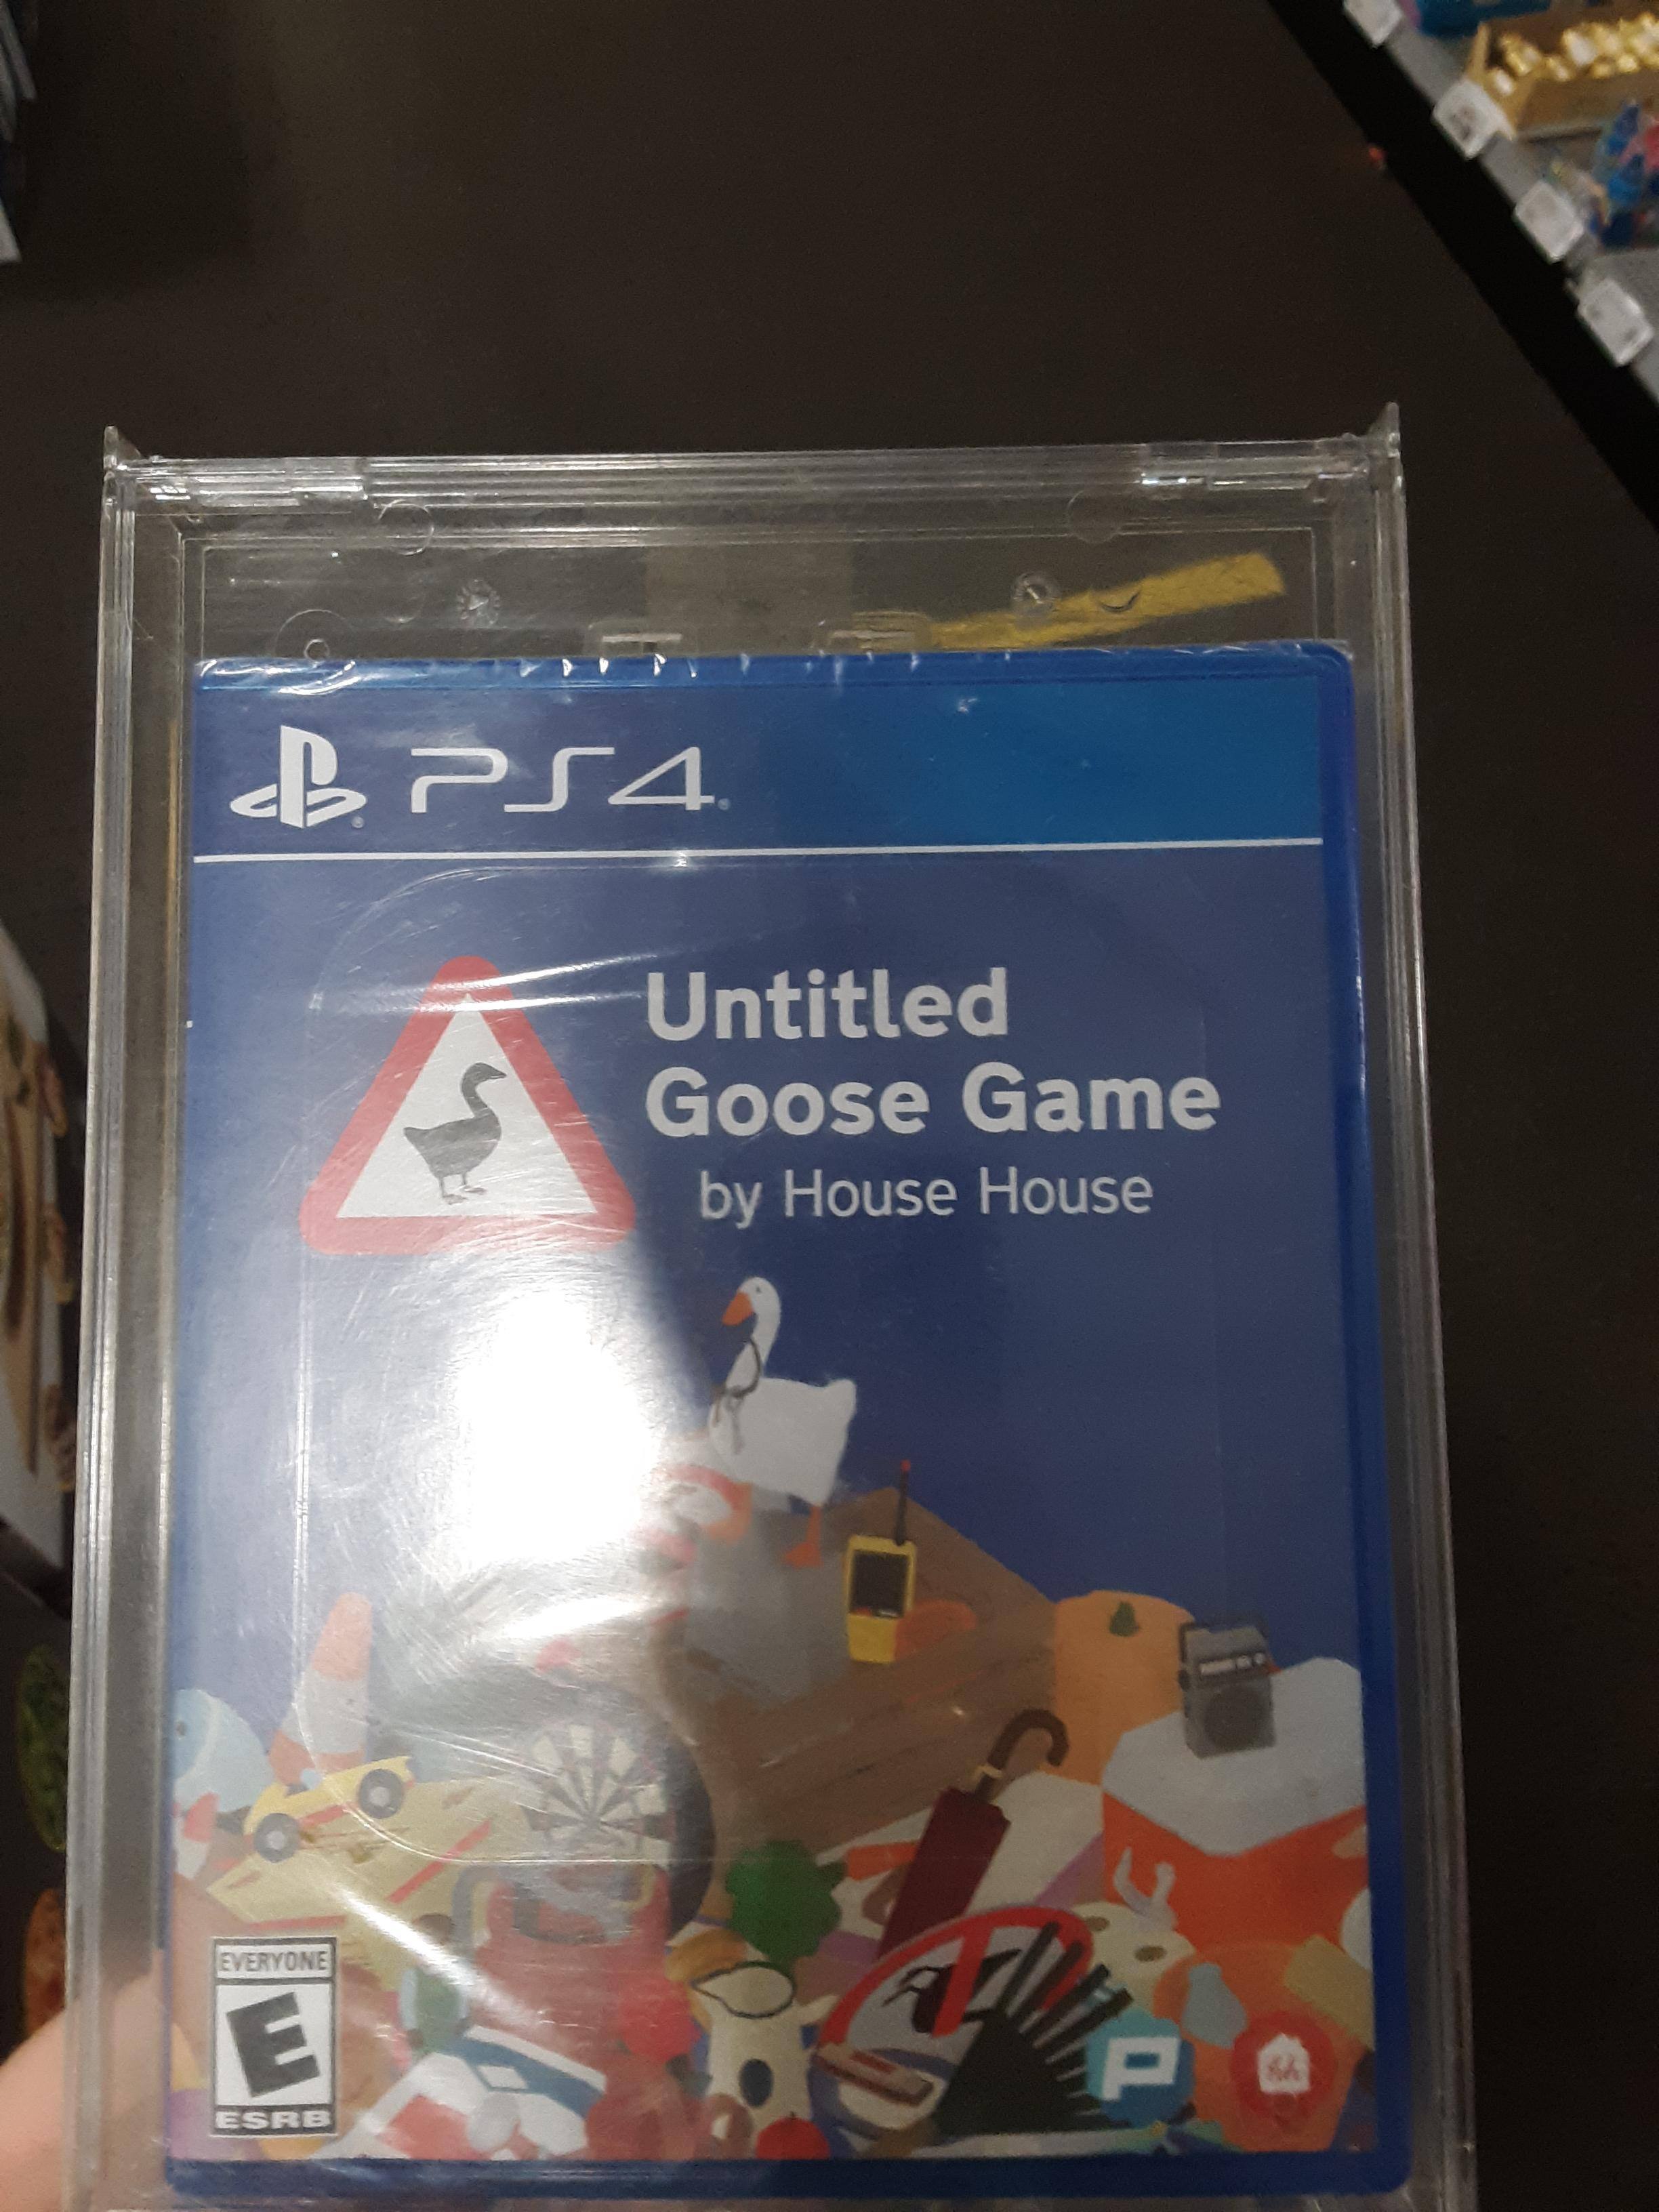 PS4
Untitled
Goose Game
by House House
EVERYONE
E
ESRB